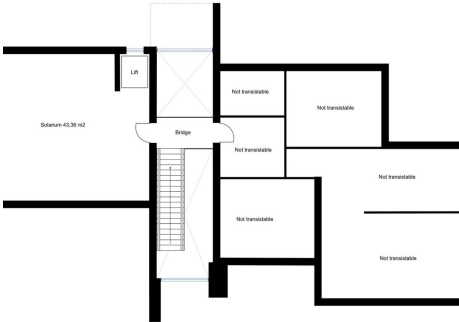 Lift
Not transistable
Not transistable
Solarium 43,36 m2
Bridge
Not transistable
Not transistable
Not transistable
Not transistable